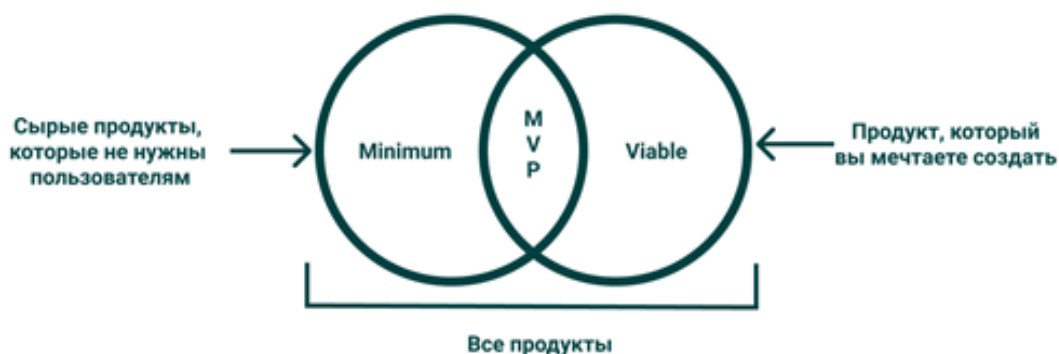 Сырые продукты,
которые не нужны
пользователям
Minimum
M
V
P
Viable
Продукт, который
вы мечтаете создать
Все продукты